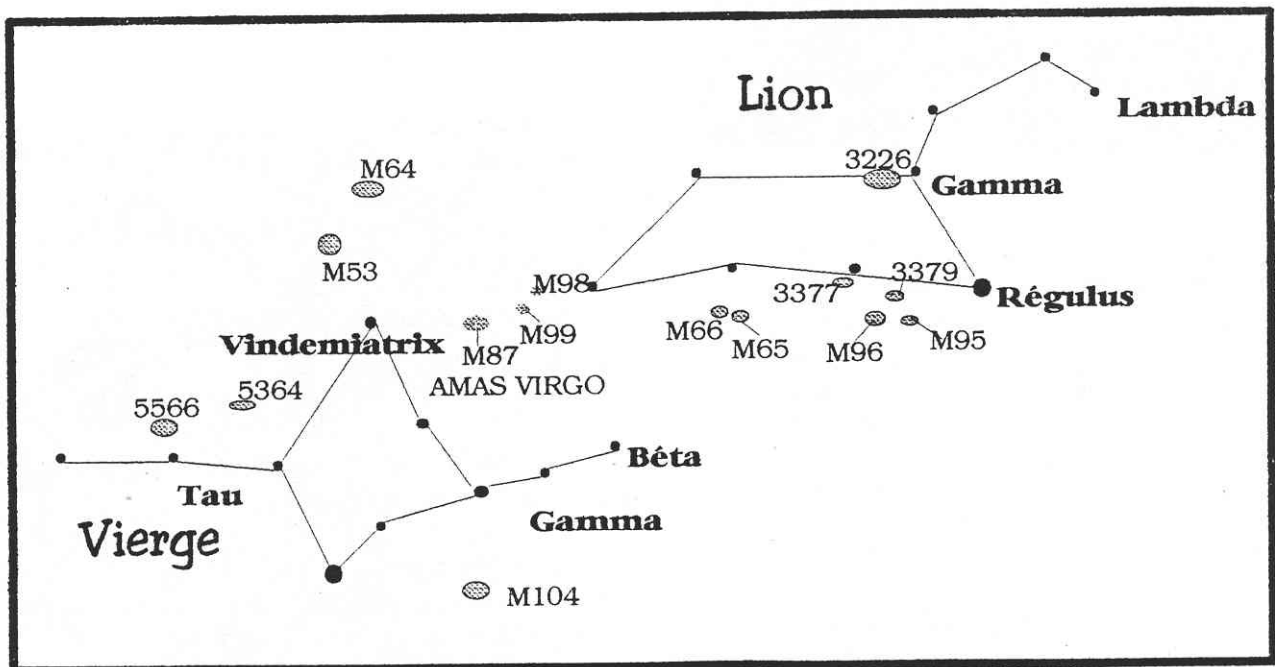 Lion
Lambda
3226
M64
Gamma
M53
M98
3377
3379
Régulus
M99
M66
M65
M96
M95
Vindemiatrix
M87
AMAS VIRGO
5364
5566
Béta
Tau
Gamma
Vierge
M104